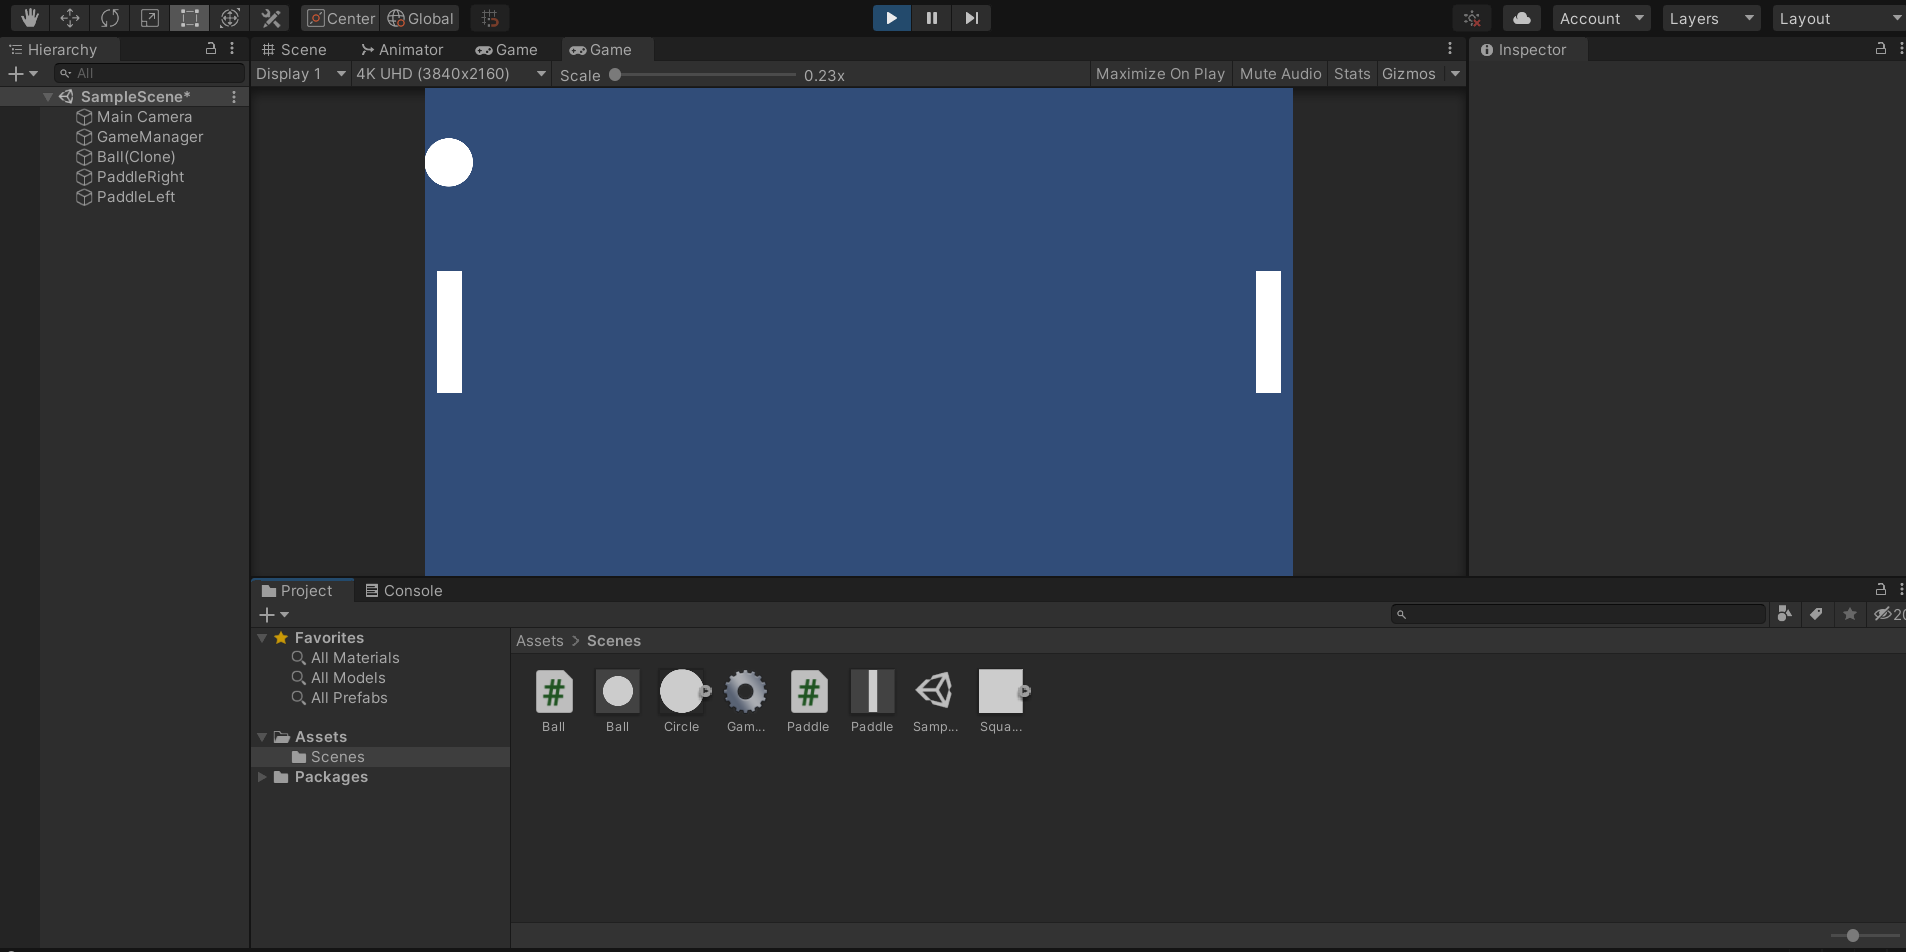 Center Global Account Layers Layout
Hierarchy
All
SampleScene*
Main Camera
GameManager
Ball(Clone)
PaddleRight
PaddleLeft
Scene Animator Game Game
Display 1 4K UHD (3840x2160) Scale 0.23x Maximize On Play Mute Audio Stats Gizmos
Inspector
Project Console
20
Favorites
All Materials
All Models
All Prefabs
Assets
Scenes
Packages
Assets > Scenes
# #
Ball Ball Circle Gam... Paddle Paddle Samp... Squa...